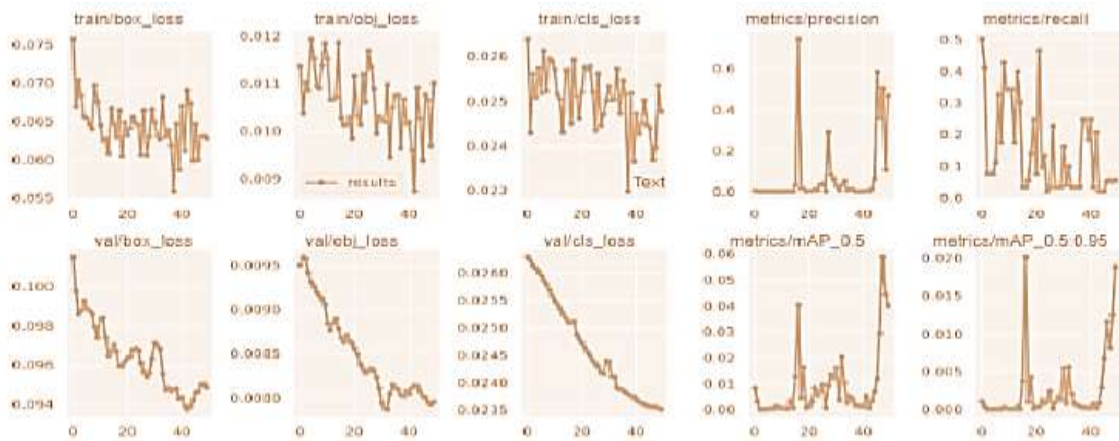 train/box_loss train/obj_loss train/cls_loss metrics/precision metrics/recall
0.075 0.070 0.065 0.060 0.055
0 20 40
0.012 0.011 0.010 0.009
results
0 20 40
0.026 0.025 0.024 0.023
Text
0 20 40
0.6 0.4 0.2 0.0
0 20 40
0.5 0.4 0.3 0.2 0.1 0.0
0 20 40
val/box_loss val/obj_loss val/cls_loss metrics/mAP_0.5 metrics/mAP_0.5:0.95
0.100 0.098 0.096 0.094
0 20 40
0.0095 0.0090 0.0085 0.0080
0 20 40
0.0260 0.0255 0.0250 0.0245 0.0240 0.0235
0 20 40
0.06 0.05 0.04 0.03 0.02 0.01 0.00
0 20 40
0.020 0.015 0.010 0.005 0.000
0 20 40